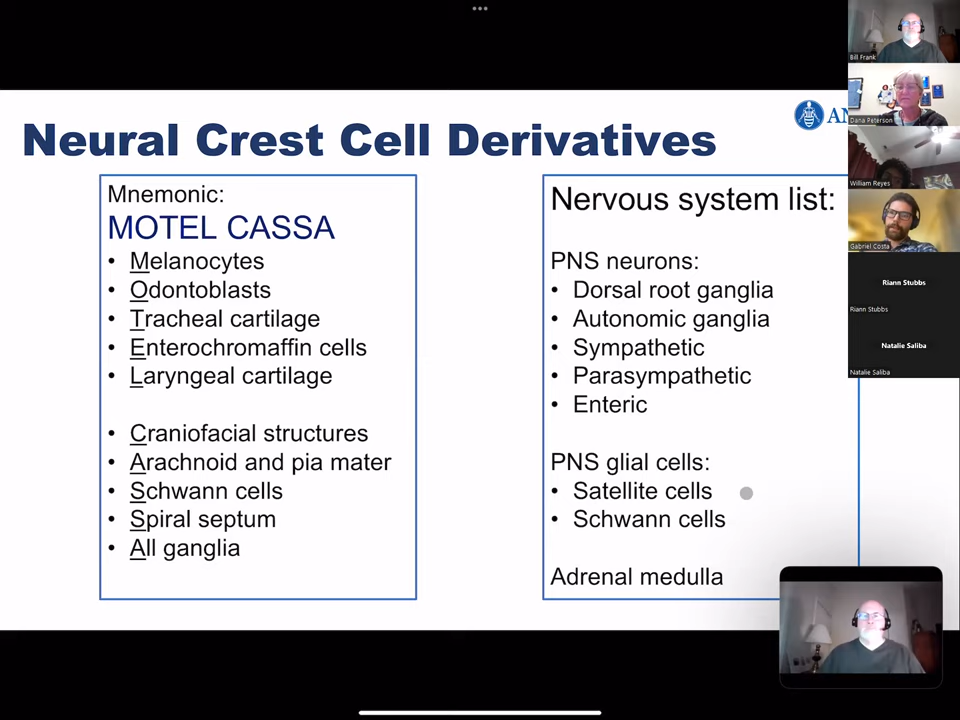 Neural Crest Cell Derivatives
AN
Mnemonic:
MOTEL CASSA
• Melanocytes
• Odontoblasts
• Tracheal cartilage
• Enterochromaffin cells
• Laryngeal cartilage
• Craniofacial structures
• Arachnoid and pia mater
• Schwann cells
• Spiral septum
• All ganglia
Nervous system list:
PNS neurons:
• Dorsal root ganglia
• Autonomic ganglia
• Sympathetic
• Parasympathetic
• Enteric
PNS glial cells:
• Satellite cells
• Schwann cells
Adrenal medulla
Bill Frank
Dana Peterson
William Reyes
Gabriel Costa
Riann Stubbs
Riann Stubbs
Natalie Saliba
Natalie Saliba